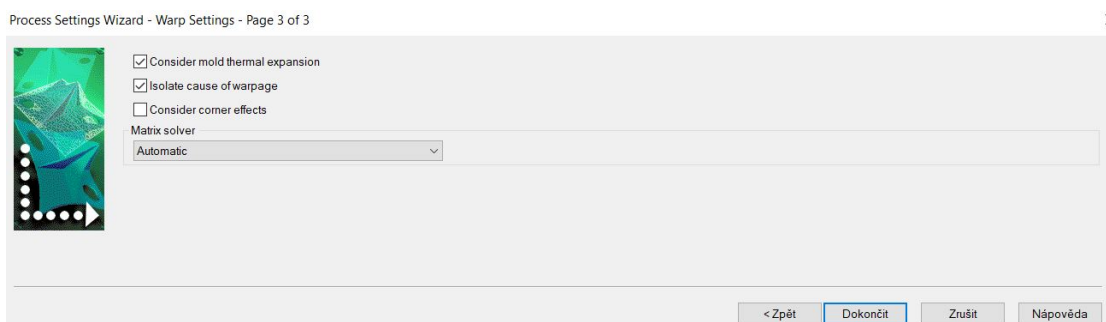 Process Settings Wizard - Warp Settings - Page 3 of 3
Consider mold thermal expansion
Isolate cause of warpage
Consider corner effects
Matrix solver
Automatic
< Zpět Dokončit Zrušit Nápověda